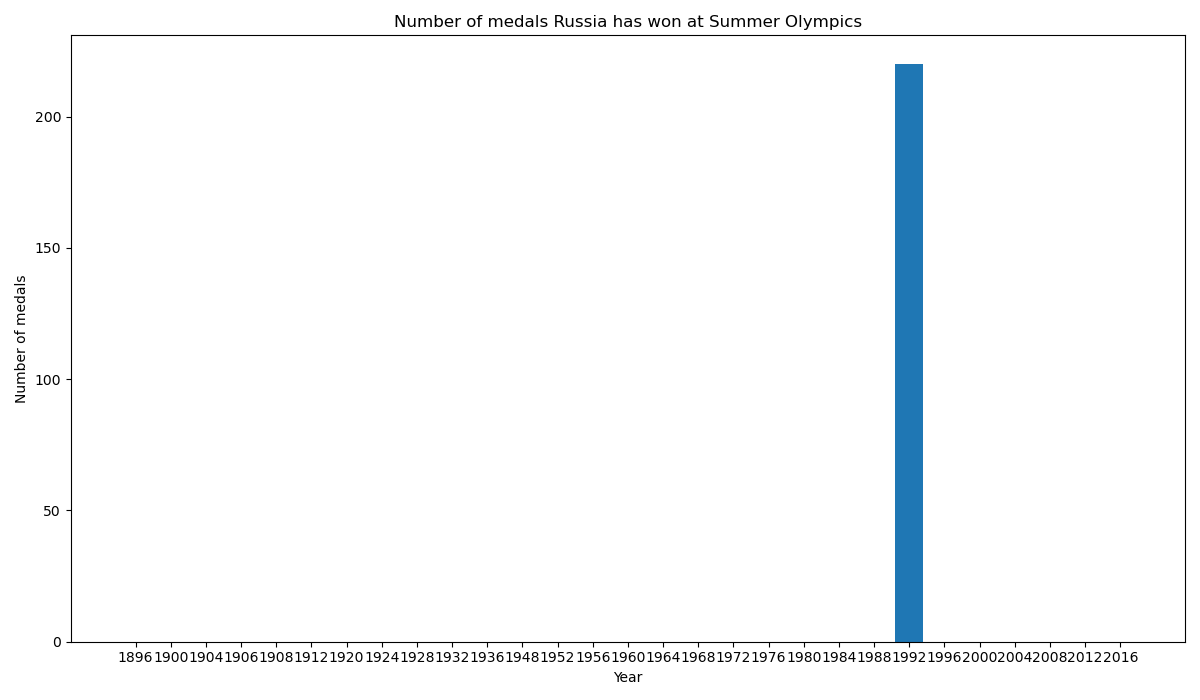 Number of medals Russia has won at Summer Olympics
Number of medals
200
150
100
50
0
1896 1900 1904 1906 1908 1912 1920 1924 1928 1932 1936 1948 1952 1956 1960 1964 1968 1972 1976 1980 1984 1988 1992 1996 2000 2004 2008 2012 2016
Year